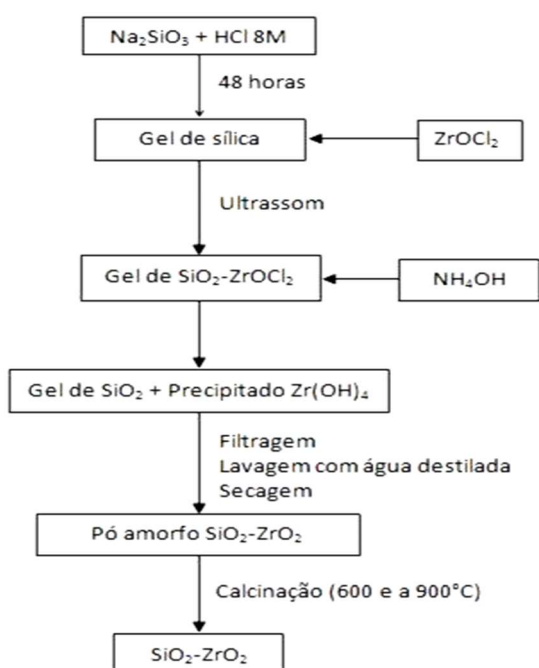 Na₂SiO₃ + HCl 8M
48 horas
Gel de sílica
ZrOCl₂
Ultrassom
Gel de SiO₂-ZrOCl₂
NH₄OH
Gel de SiO₂ + Precipitado Zr(OH)₄
Filtragem
Lavagem com água destilada
Secagem
Pó amorfo SiO₂-ZrO₂
Calcinação (600 e a 900°C)
SiO₂-ZrO₂